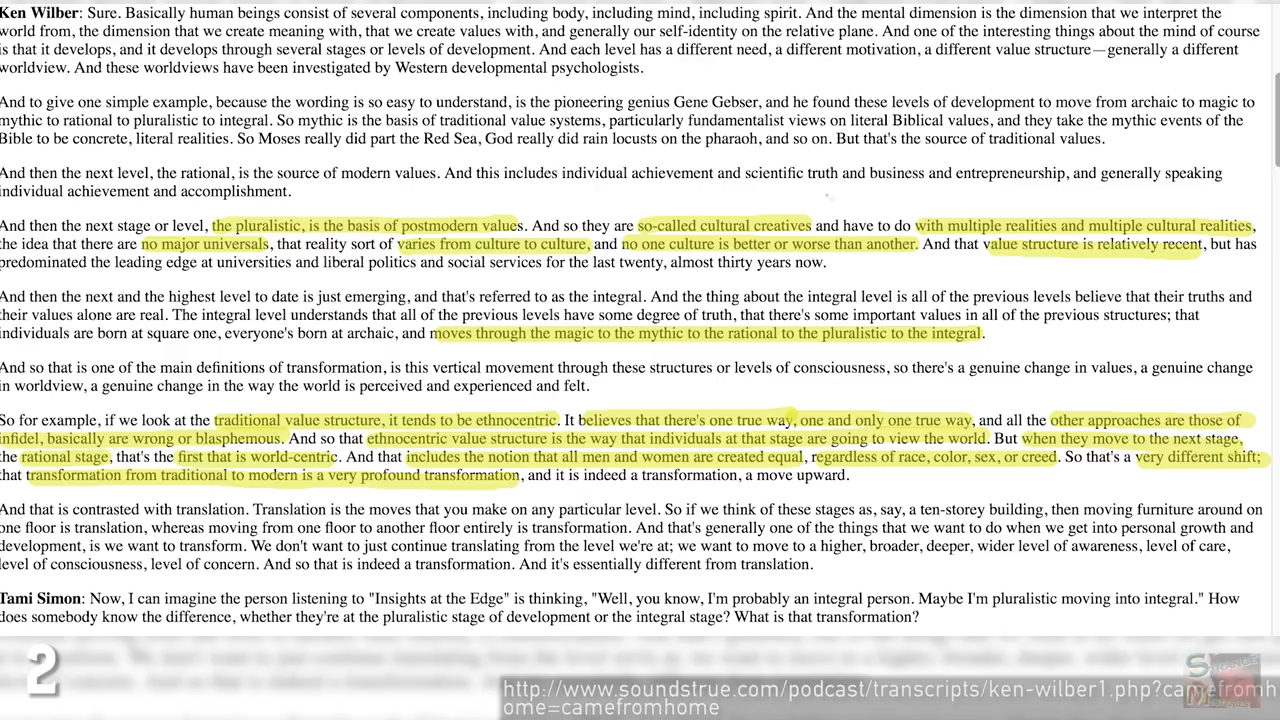 Ken Wilber: Sure. Basically human beings consist of several components, including body, including mind, including spirit. And the mental dimension is the dimension that we interpret the
world from, the dimension that we create meaning with, that we create values with, and generally our self-identity on the relative plane. And one of the interesting things about the mind of course
is that it develops, and it develops through several stages or levels of development. And each level has a different need, a different motivation, a different value structure—generally a different
worldview. And these worldviews have been investigated by Western developmental psychologists.
And to give one simple example, because the wording is so easy to understand, is the pioneering genius Gene Gebser, and he found these levels of development to move from archaic to magic to
mythic to rational to pluralistic to integral. So mythic is the basis of traditional value systems, particularly fundamentalist views on literal Biblical values, and they take the mythic events of the
Bible to be concrete, literal realities. So Moses really did part the Red Sea, God really did rain locusts on the pharaoh, and so on. But that's the source of traditional values.
And then the next level, the rational, is the source of modern values. And this includes individual achievement and scientific truth and business and entrepreneurship, and generally speaking
individual achievement and accomplishment.
And then the next stage or level, the pluralistic, is the basis of postmodern values. And so they are so-called cultural creatives and have to do with multiple realities and multiple cultural realities,
the idea that there are no major universals, that reality sort of varies from culture to culture, and no one culture is better or worse than another. And that value structure is relatively recent, but has
predominated the leading edge at universities and liberal politics and social services for the last twenty, almost thirty years now.
And then the next and the highest level to date is just emerging, and that's referred to as the integral. And the thing about the integral level is all of the previous levels believe that their truths and
their values alone are real. The integral level understands that all of the previous levels have some degree of truth, that there's some important values in all of the previous structures; that
individuals are born at square one, everyone's born at archaic, and moves through the magic to the mythic to the rational to the pluralistic to the integral.
And so that is one of the main definitions of transformation, is this vertical movement through these structures or levels of consciousness, so there's a genuine change in values, a genuine change
in worldview, a genuine change in the way the world is perceived and experienced and felt.
So for example, if we look at the traditional value structure, it tends to be ethnocentric. It believes that there's one true way, one and only one true way, and all the other approaches are those of
infidel, basically are wrong or blasphemous. And so that ethnocentric value structure is the way that individuals at that stage are going to view the world. But when they move to the next stage,
the rational stage, that's the first that is world-centric. And that includes the notion that all men and women are created equal, regardless of race, color, sex, or creed. So that's a very different shift;
that transformation from traditional to modern is a very profound transformation, and it is indeed a transformation, a move upward.
And that is contrasted with translation. Translation is the moves that you make on any particular level. So if we think of these stages as, say, a ten-storey building, then moving furniture around on
one floor is translation, whereas moving from one floor to another floor entirely is transformation. And that's generally one of the things that we want to do when we get into personal growth and
development, is we want to transform. We don't want to just continue translating from the level we're at; we want to move to a higher, broader, deeper, wider level of awareness, level of care,
level of consciousness, level of concern. And so that is indeed a transformation. And it's essentially different from translation.
Tami Simon: Now, I can imagine the person listening to "Insights at the Edge" is thinking, "Well, you know, I'm probably an integral person. Maybe I'm pluralistic moving into integral." How
does somebody know the difference, whether they're at the pluralistic stage of development or the integral stage? What is that transformation?
2
http://www.soundstrue.com/podcast/transcripts/ken-wilber1.php?camefromh
ome=camefromhome